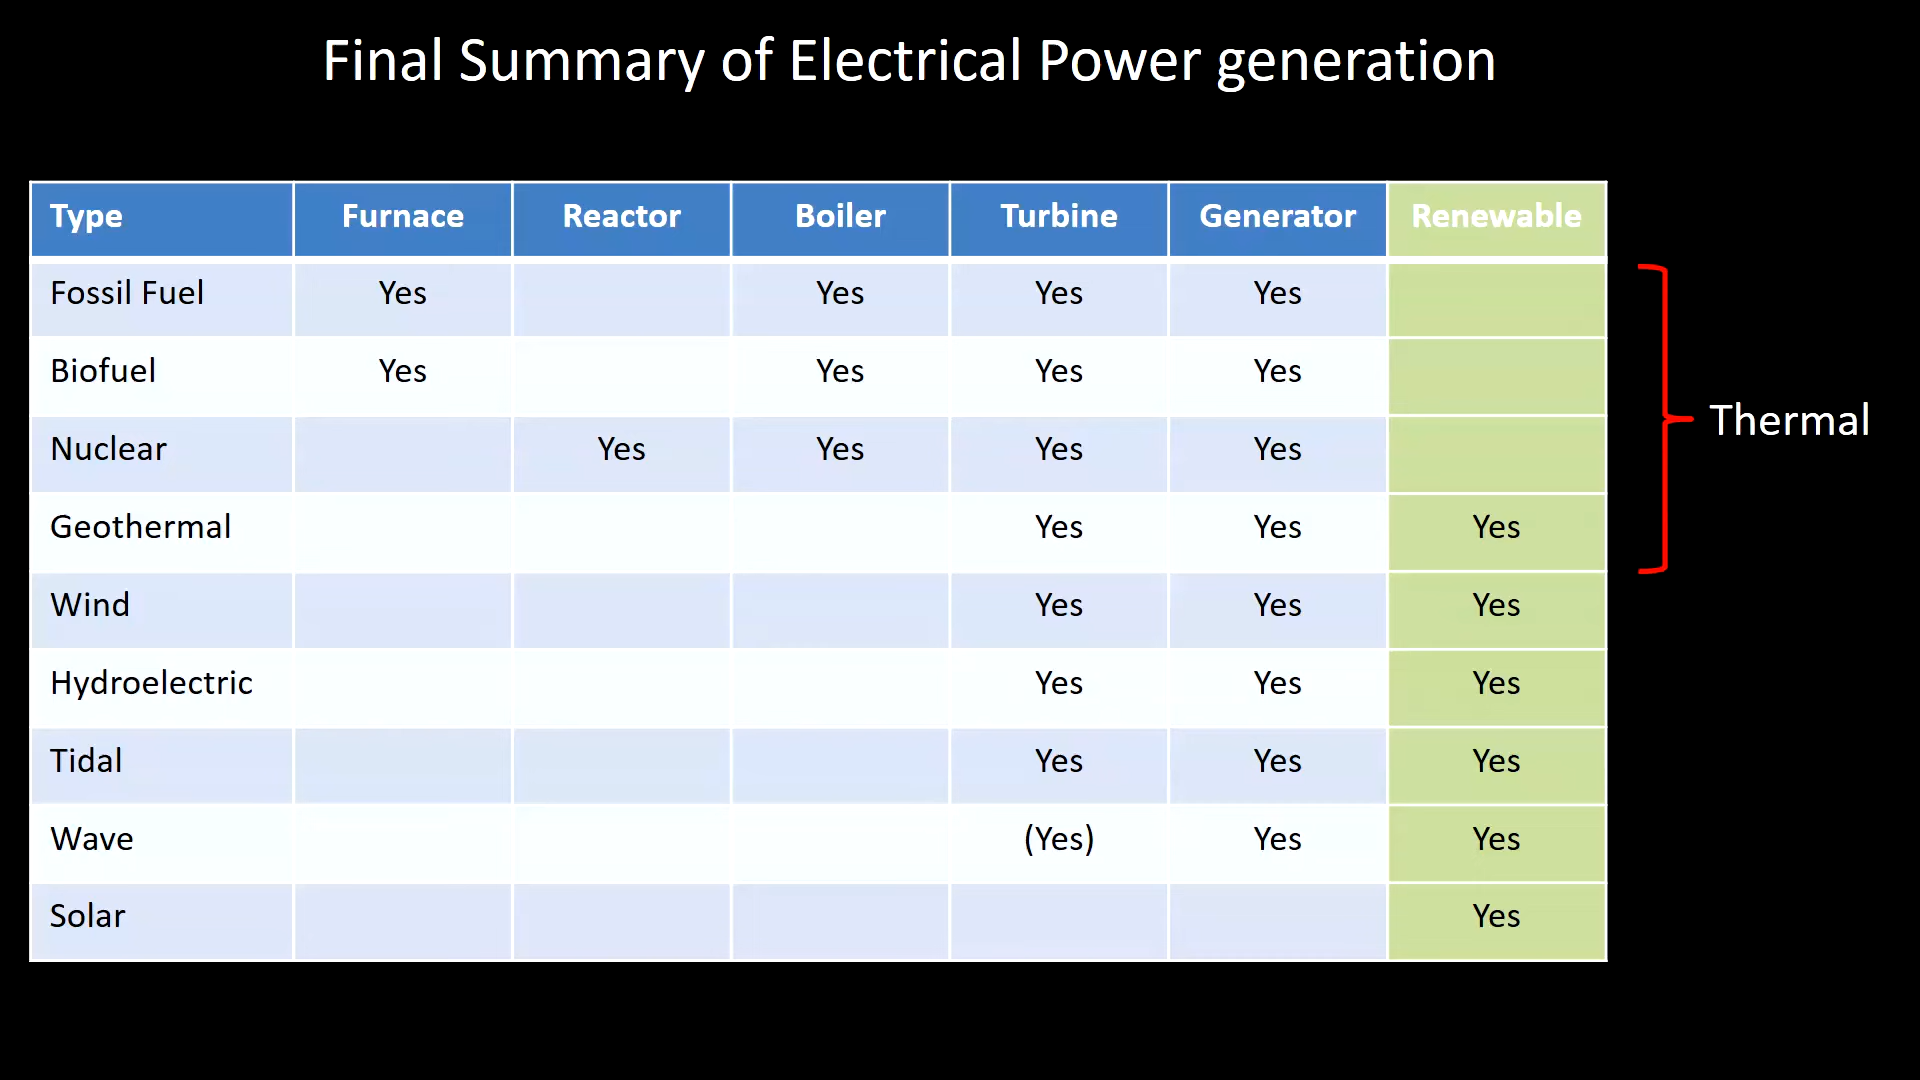 Final Summary of Electrical Power generation
Type Furnace Reactor Boiler Turbine Generator Renewable
Fossil Fuel Yes Yes Yes Yes
Biofuel Yes Yes Yes Yes
Thermal
Nuclear Yes Yes Yes Yes
Geothermal Yes Yes Yes
Wind Yes Yes Yes
Hydroelectric Yes Yes Yes
Tidal Yes Yes Yes
Wave (Yes) Yes Yes
Solar Yes